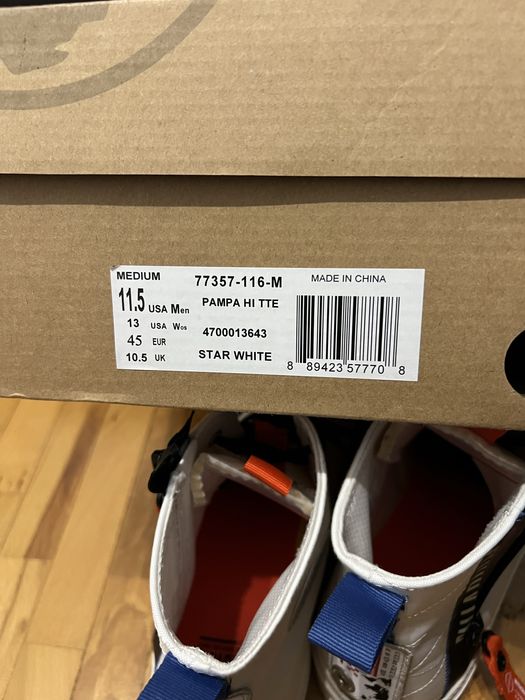 MEDIUM
77357-116-M
MADE IN CHINA
11.5 USA Men
PAMPA HI TTE
13 USA Wos
4700013643
45 EUR
10.5 UK
STAR WHITE
8 89423 57770 8